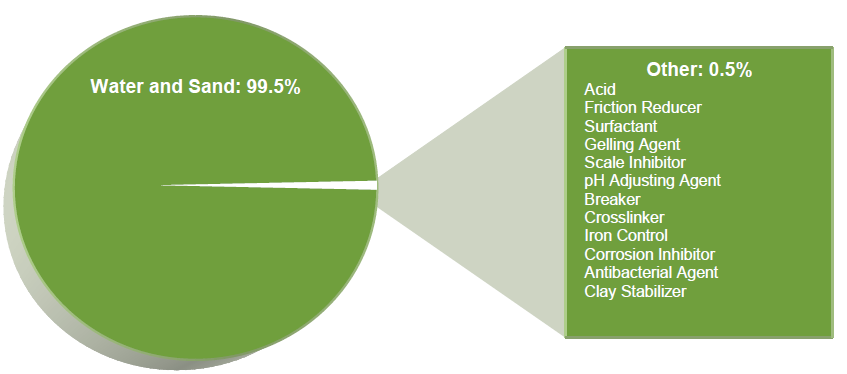 Water and Sand: 99.5%
Other: 0.5%
Acid
Friction Reducer
Surfactant
Gelling Agent
Scale Inhibitor
pH Adjusting Agent
Breaker
Crosslinker
Iron Control
Corrosion Inhibitor
Antibacterial Agent
Clay Stabilizer